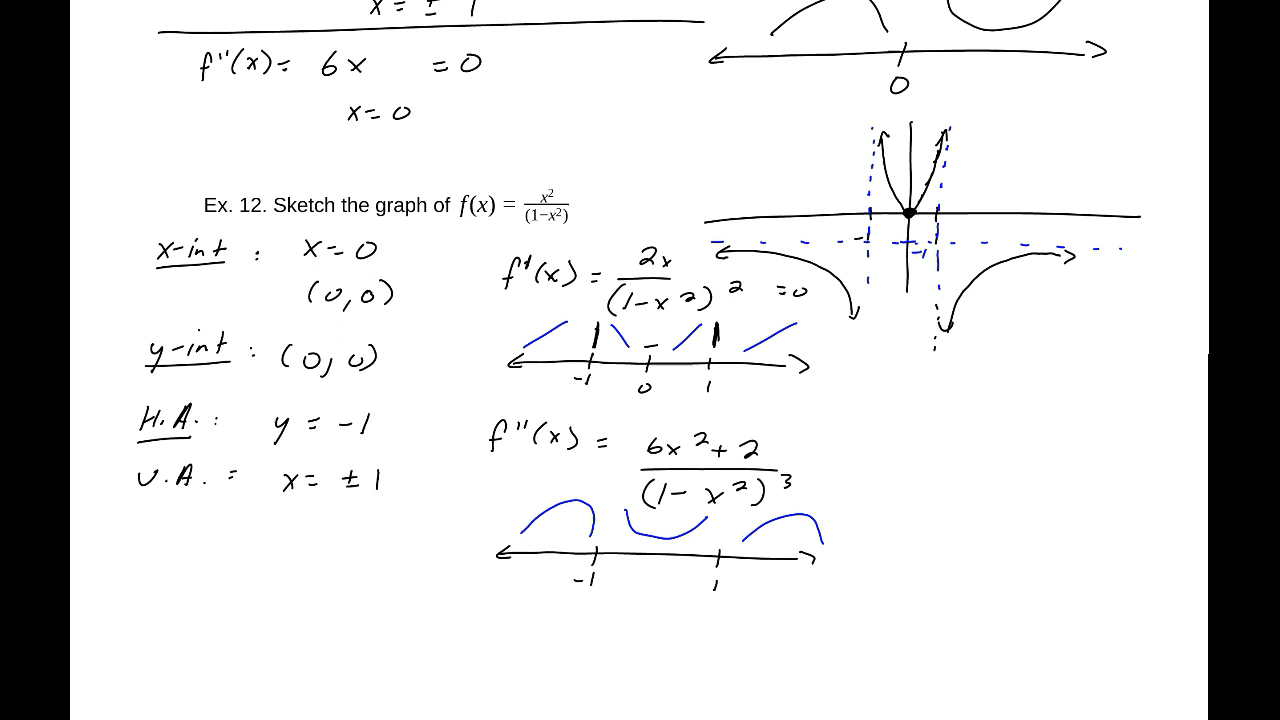 x = ± 1
f''(x) = 6x = 0
x = 0
0
Ex. 12. Sketch the graph of f(x) = x²/(1−x²)
x-int : x = 0
(0, 0)
y-int : (0, 0)
H.A. : y = -1
V.A. = x = ± 1
f'(x) = 2x/(1-x²)² = 0
-1 0 1
f''(x) = 6x² + 2/(1 - x²)³
-1 1
-1